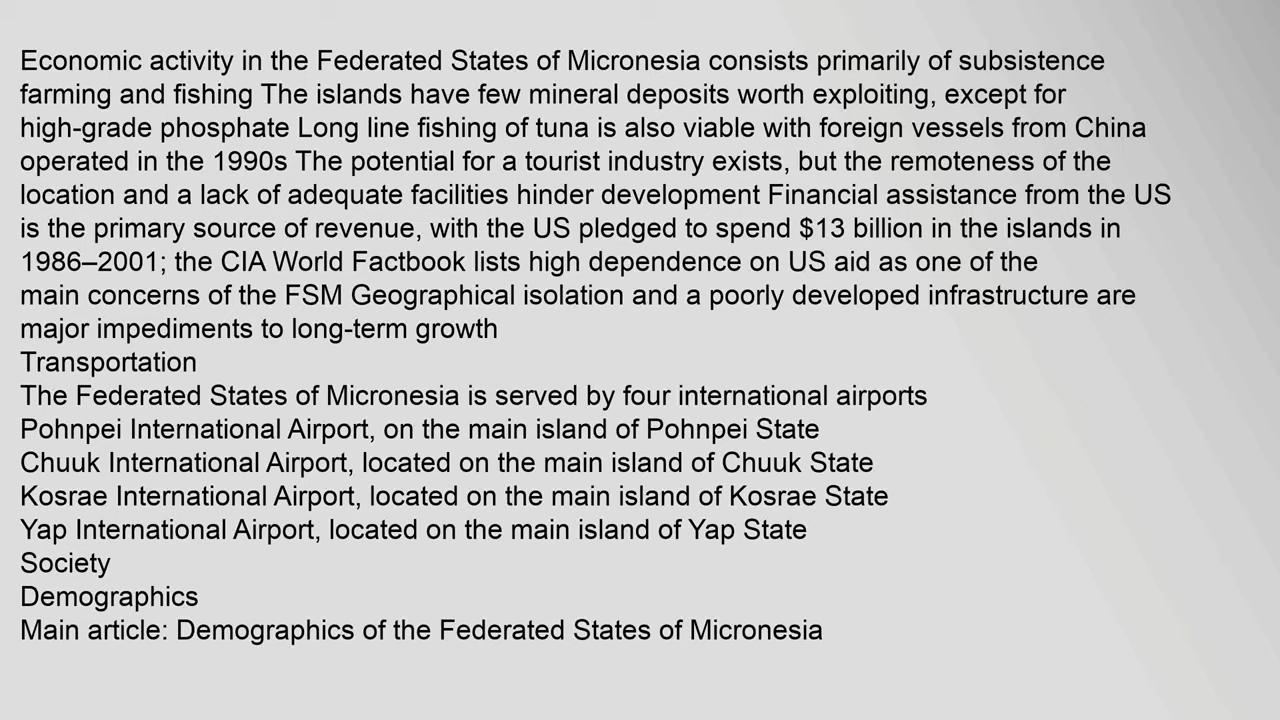 Economic activity in the Federated States of Micronesia consists primarily of subsistence
farming and fishing The islands have few mineral deposits worth exploiting, except for
high-grade phosphate Long line fishing of tuna is also viable with foreign vessels from China
operated in the 1990s The potential for a tourist industry exists, but the remoteness of the
location and a lack of adequate facilities hinder development Financial assistance from the US
is the primary source of revenue, with the US pledged to spend $13 billion in the islands in
1986–2001; the CIA World Factbook lists high dependence on US aid as one of the
main concerns of the FSM Geographical isolation and a poorly developed infrastructure are
major impediments to long-term growth
Transportation
The Federated States of Micronesia is served by four international airports
Pohnpei International Airport, on the main island of Pohnpei State
Chuuk International Airport, located on the main island of Chuuk State
Kosrae International Airport, located on the main island of Kosrae State
Yap International Airport, located on the main island of Yap State
Society
Demographics
Main article: Demographics of the Federated States of Micronesia